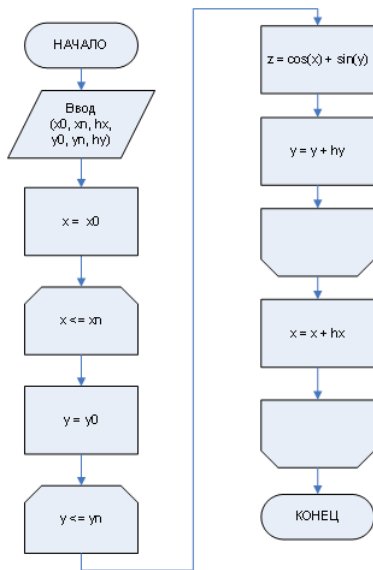 НАЧАЛО
Ввод
(x0, xn, hx,
y0, yn, hy)
x = x0
x <= xn
y = y0
y <= yn
z = cos(x) + sin(y)
y = y + hy
x = x + hx
КОНЕЦ